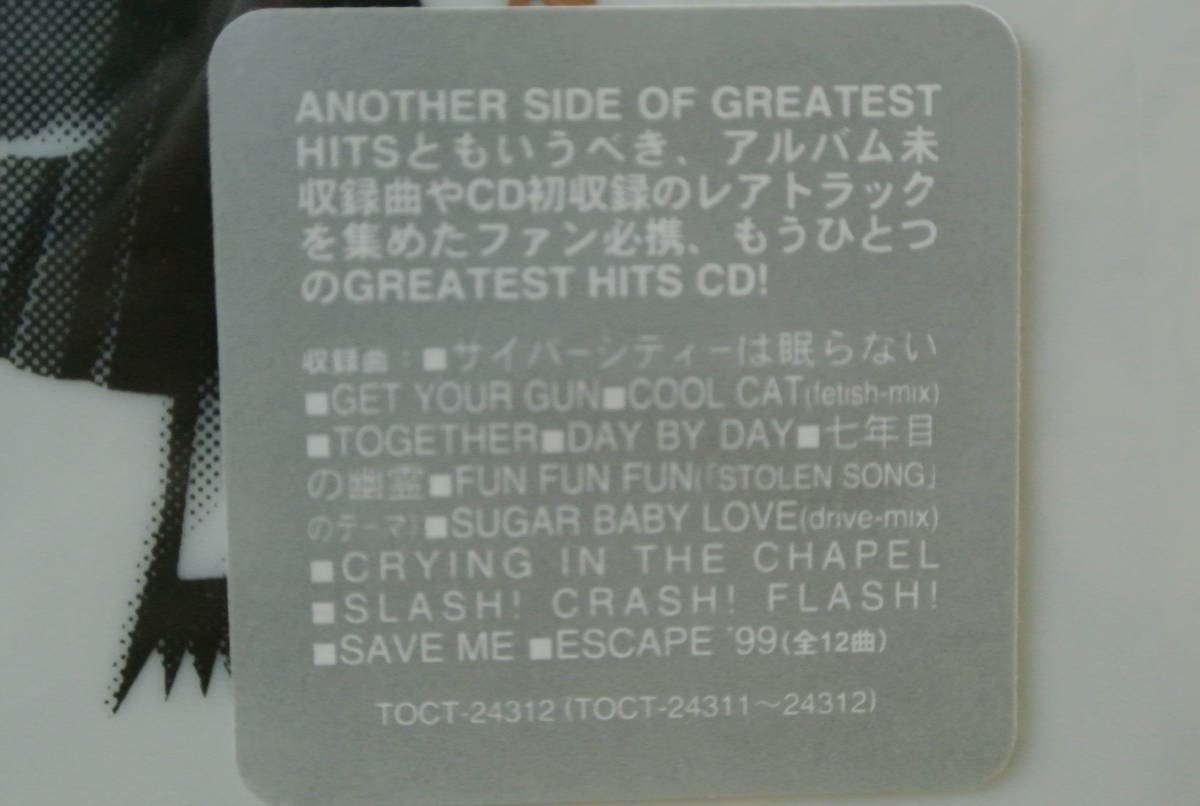 ANOTHER SIDE OF GREATEST
HITSともいうべき、アルバム未
収録曲やCD初収録のレアトラック
を集めたファン必携、もうひとつ
のGREATEST HITS CD!
収録曲：■サイバーシティーは眠らない
■GET YOUR GUN■COOL CAT(fetish-mix)
■TOGETHER■DAY BY DAY■七年目
の幽霊■FUN FUN FUN(「STOLEN SONG」
のテーマ)■SUGAR BABY LOVE(drive-mix)
■CRYING IN THE CHAPEL
■SLASH! CRASH! FLASH!
■SAVE ME ■ESCAPE '99(全12曲)
TOCT-24312 (TOCT-24311～24312)